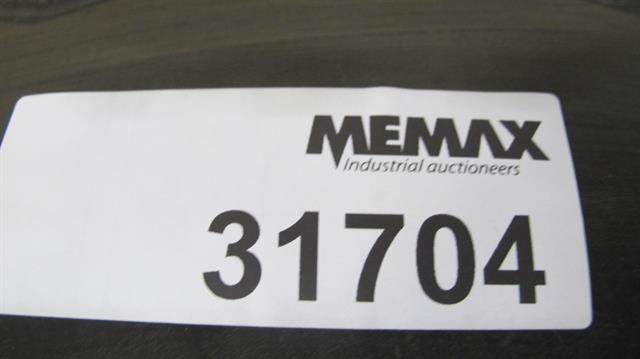 MEMAX
Industrial auctioneers
31704